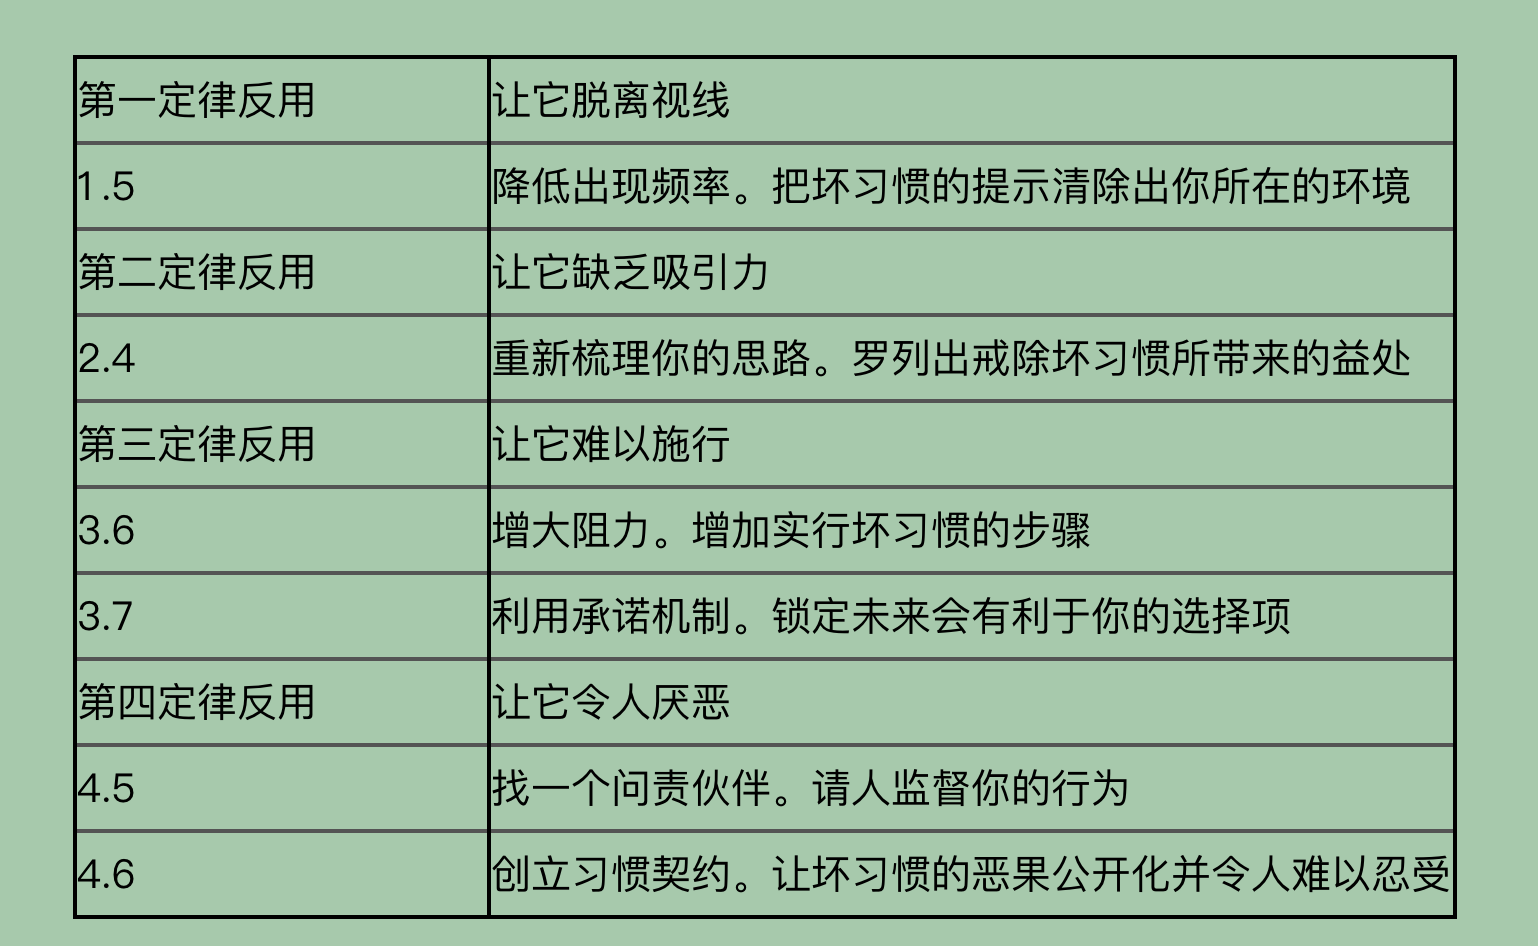 第一定律反用 让它脱离视线
1.5 降低出现频率。把坏习惯的提示清除出你所在的环境
第二定律反用 让它缺乏吸引力
2.4 重新梳理你的思路。罗列出戒除坏习惯所带来的益处
第三定律反用 让它难以施行
3.6 增大阻力。增加实行坏习惯的步骤
3.7 利用承诺机制。锁定未来会有利于你的选择项
第四定律反用 让它令人厌恶
4.5 找一个问责伙伴。请人监督你的行为
4.6 创立习惯契约。让坏习惯的恶果公开化并令人难以忍受